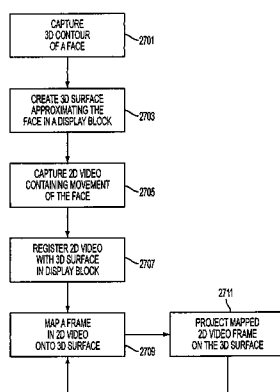 CAPTURE
3D CONTOUR
OF A FACE
2701
CREATE 3D SURFACE
APPROXIMATING THE
FACE IN A DISPLAY BLOCK
2703
CAPTURE 2D VIDEO
CONTAINING MOVEMENT
OF THE FACE
2705
REGISTER 2D VIDEO
WITH 3D SURFACE
IN DISPLAY BLOCK
2707
2711
MAP A FRAME
IN 2D VIDEO
ONTO 3D SURFACE
2709
PROJECT MAPPED
2D VIDEO FRAME
ON THE 3D SURFACE